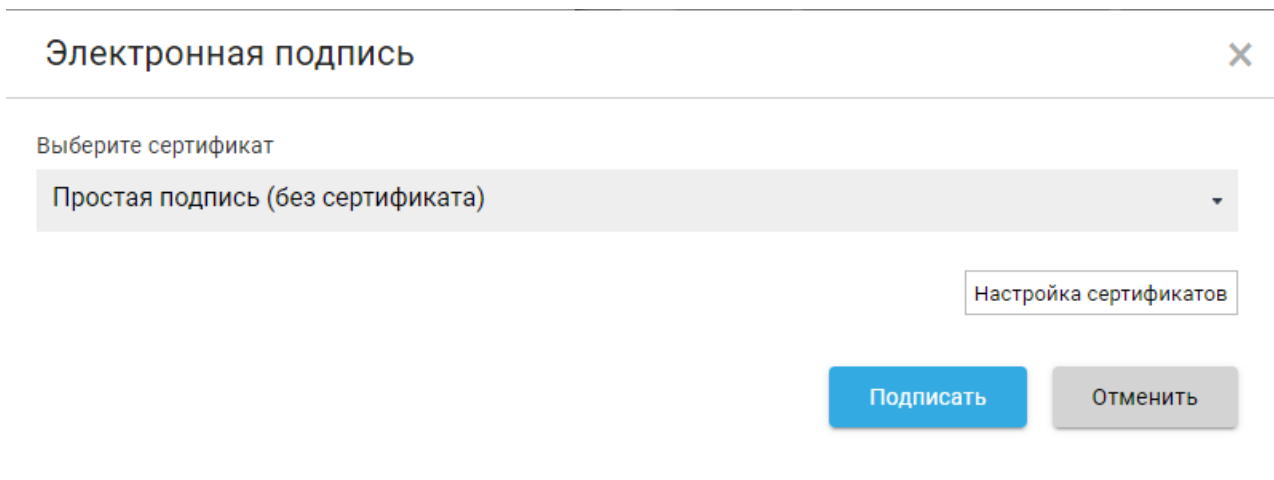 Электронная подпись
Выберите сертификат
Простая подпись (без сертификата)
Настройка сертификатов
Подписать
Отменить